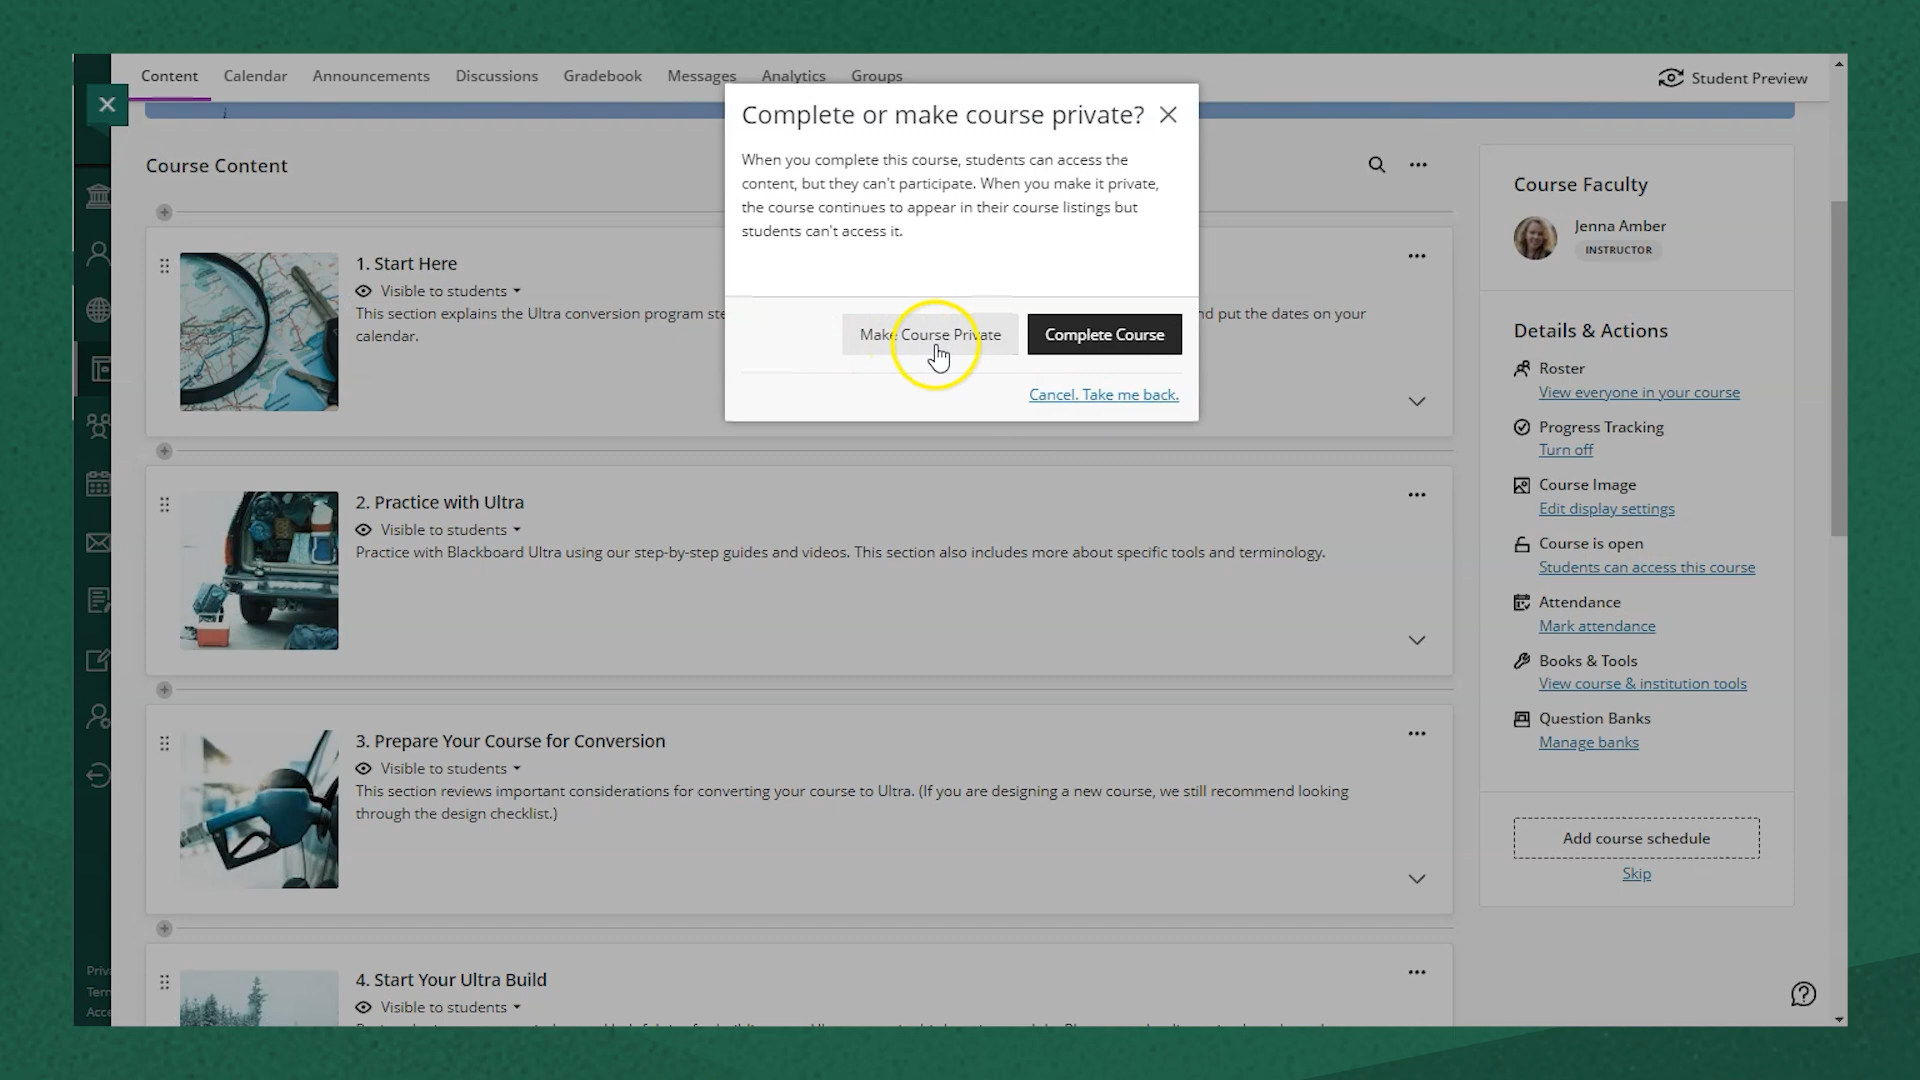 Content Calendar Announcements Discussions Gradebook Messages Analytics Groups
Student Preview
Complete or make course private?
When you complete this course, students can access the
content, but they can't participate. When you make it private,
the course continues to appear in their course listings but
students can't access it.
Make Course Private
Complete Course
Cancel. Take me back.
Course Content
1. Start Here
Visible to students
This section explains the Ultra conversion program ste
nd put the dates on your
calendar.
2. Practice with Ultra
Visible to students
Practice with Blackboard Ultra using our step-by-step guides and videos. This section also includes more about specific tools and terminology.
3. Prepare Your Course for Conversion
Visible to students
This section reviews important considerations for converting your course to Ultra. (If you are designing a new course, we still recommend looking
through the design checklist.)
4. Start Your Ultra Build
Visible to students
Course Faculty
Jenna Amber
INSTRUCTOR
Details & Actions
Roster
View everyone in your course
Progress Tracking
Turn off
Course Image
Edit display settings
Course is open
Students can access this course
Attendance
Mark attendance
Books & Tools
View course & institution tools
Question Banks
Manage banks
Add course schedule
Skip
Priv
Tern
Acce